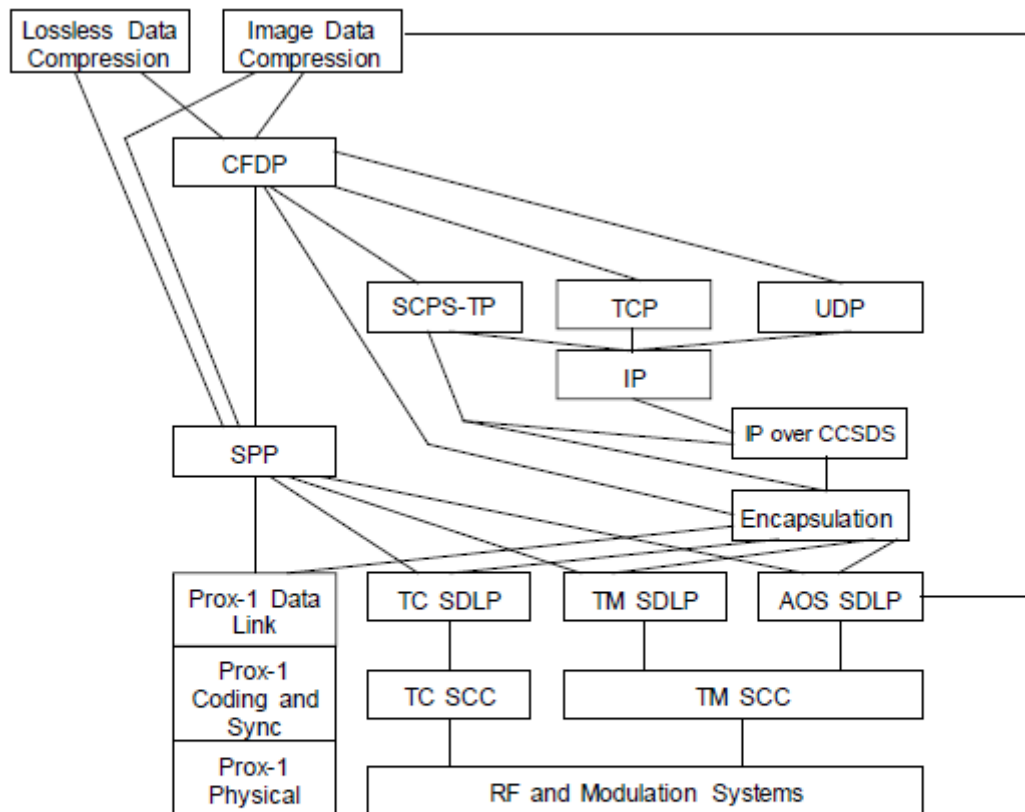 Lossless Data
Compression
Image Data
Compression
CFDP
SCPS-TP
TCP
UDP
IP
IP over CCSDS
SPP
Encapsulation
Prox-1 Data
Link
TC SDLP
TM SDLP
AOS SDLP
Prox-1
Coding and
Sync
TC SCC
TM SCC
Prox-1
Physical
RF and Modulation Systems